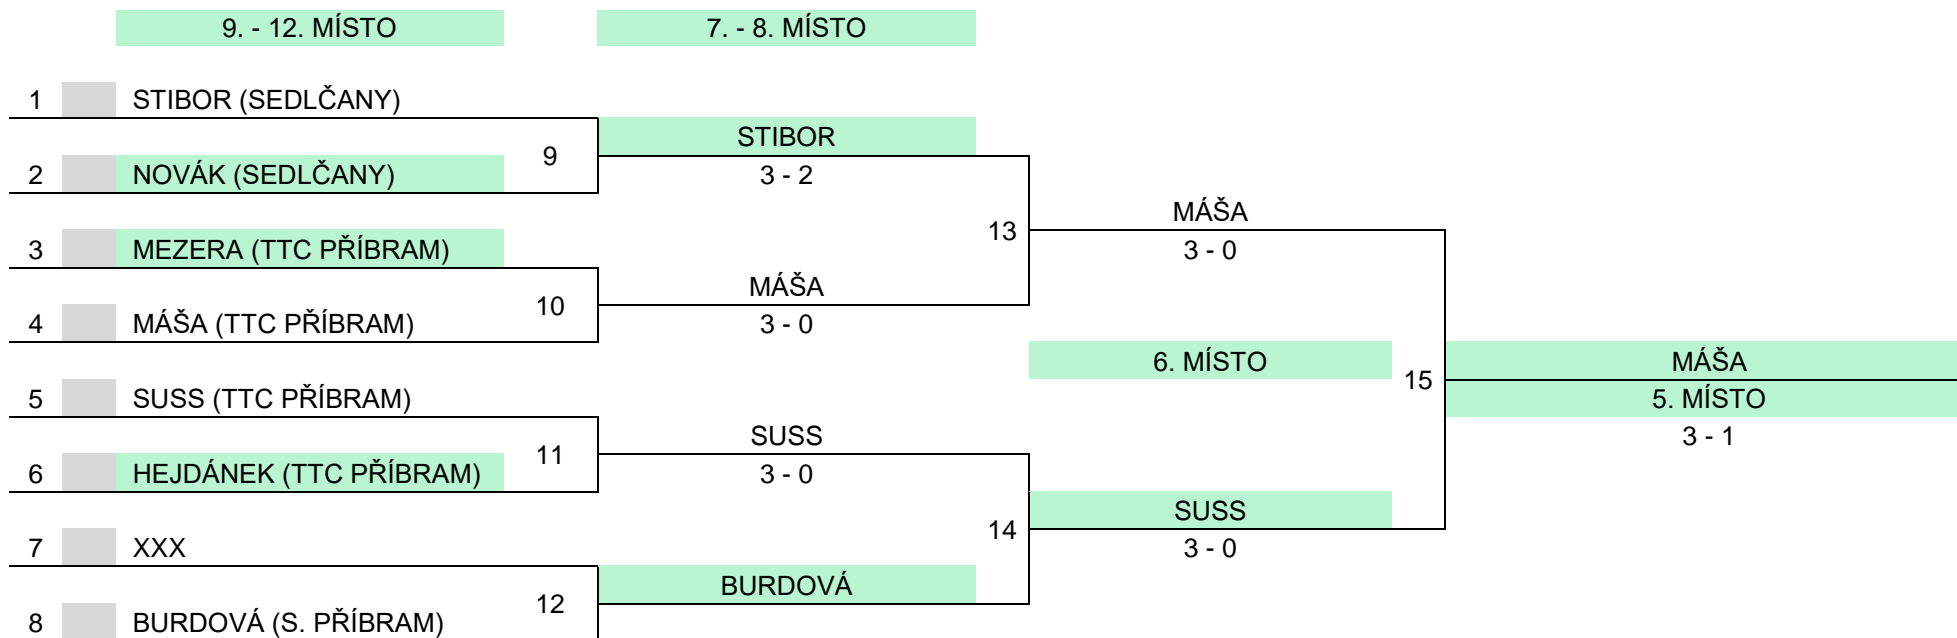 9. - 12. MÍSTO 7. - 8. MÍSTO
1 STIBOR (SEDLČANY)
STIBOR
9
2 NOVÁK (SEDLČANY) 3 - 2
MÁŠA
13
3 MEZERA (TTC PŘÍBRAM) 3 - 0
MÁŠA
10
4 MÁŠA (TTC PŘÍBRAM) 3 - 0
6. MÍSTO MÁŠA
15
5 SUSS (TTC PŘÍBRAM) 5. MÍSTO
SUSS 3 - 1
11
6 HEJDÁNEK (TTC PŘÍBRAM) 3 - 0
SUSS
14
7 XXX 3 - 0
BURDOVÁ
12
8 BURDOVÁ (S. PŘÍBRAM)